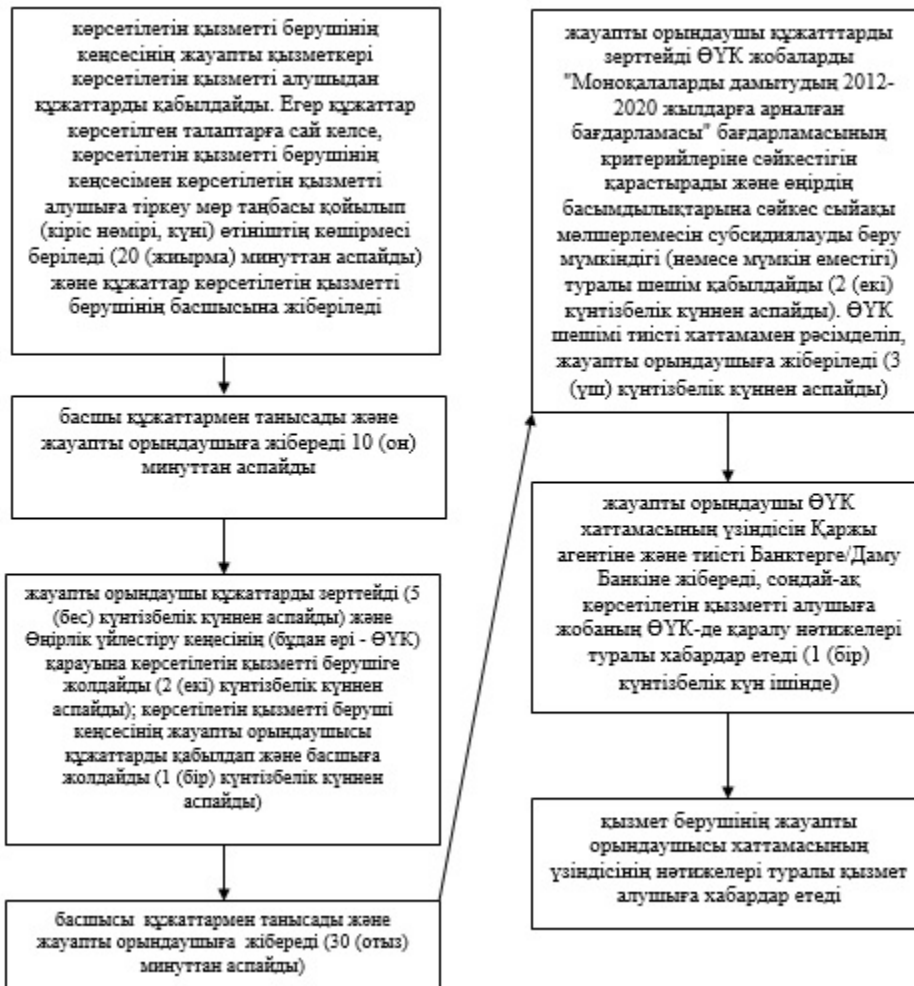 көрсетілетін қызметті берушінің
кеңсесінің жауапты қызметкері
көрсетілетін қызметті алушыдан
құжаттарды қабылдайды. Егер құжаттар
көрсетілген талаптарға сай келсе,
көрсетілетін қызметті берушінің
кеңсесімен көрсетілетін қызметті
алушыға тіркеу мөр таңбасы қойылып
(кіріс нөмірі, күні) өтініштің көшірмесі
беріледі (20 (жиырма) минуттан аспайды)
және құжаттар көрсетілетін қызметті
берушінің басшысына жіберіледі
басшы құжаттармен танысады және
жауапты орындаушыға жібереді 10 (он)
минуттан аспайды
жауапты орындаушы құжаттарды зерттейді (5
(бес) күнтізбелік күннен аспайды) және
Өңірлік үйлестіру кеңесінің (бұдан әрі - ӨҮК)
қарауына көрсетілетін қызметті берушіге
жолдайды (2 (екі) күнтізбелік күннен
аспайды); көрсетілетін қызметті беруші
кеңсесінің жауапты орындаушысы
құжаттарды қабылдап және басшыға
жолдайды (1 (бір) күнтізбелік күннен
аспайды)
басшысы құжаттармен танысады және
жауапты орындаушыға жібереді (30 (отыз)
минуттан аспайды)
жауапты орындаушы құжатттарды
зерттейді ӨҮК жобаларды
"Моноқалаларды дамытудың 2012-
2020 жылдарға арналған
бағдарламасы" бағдарламасының
критерийлеріне сәйкестігін
қарастырады және өңірдің
басымдылықтарына сәйкес сыйақы
мөлшерлемесін субсидиялауды беру
мүмкіндігі (немесе мүмкін еместігі)
туралы шешім қабылдайды (2 (екі)
күнтізбелік күннен аспайды). ӨҮК
шешімі тиісті хаттамамен рәсімделіп,
жауапты орындаушыға жіберіледі (3
(үш) күнтізбелік күннен аспайды)
жауапты орындаушы ӨҮК
хаттамасының үзіндісін Қаржы
агентіне және тиісті Банктерге/Даму
Банкіне жібереді, сондай-ақ
көрсетілетін қызметті алушыға
жобаның ӨҮК-де қаралу нәтижелері
туралы хабардар етеді (1 (бір)
күнтізбелік күн ішінде)
қызмет берушінің жауапты
орындаушысы хаттамасының
үзіндісінің нәтижелері туралы қызмет
алушыға хабардар етеді